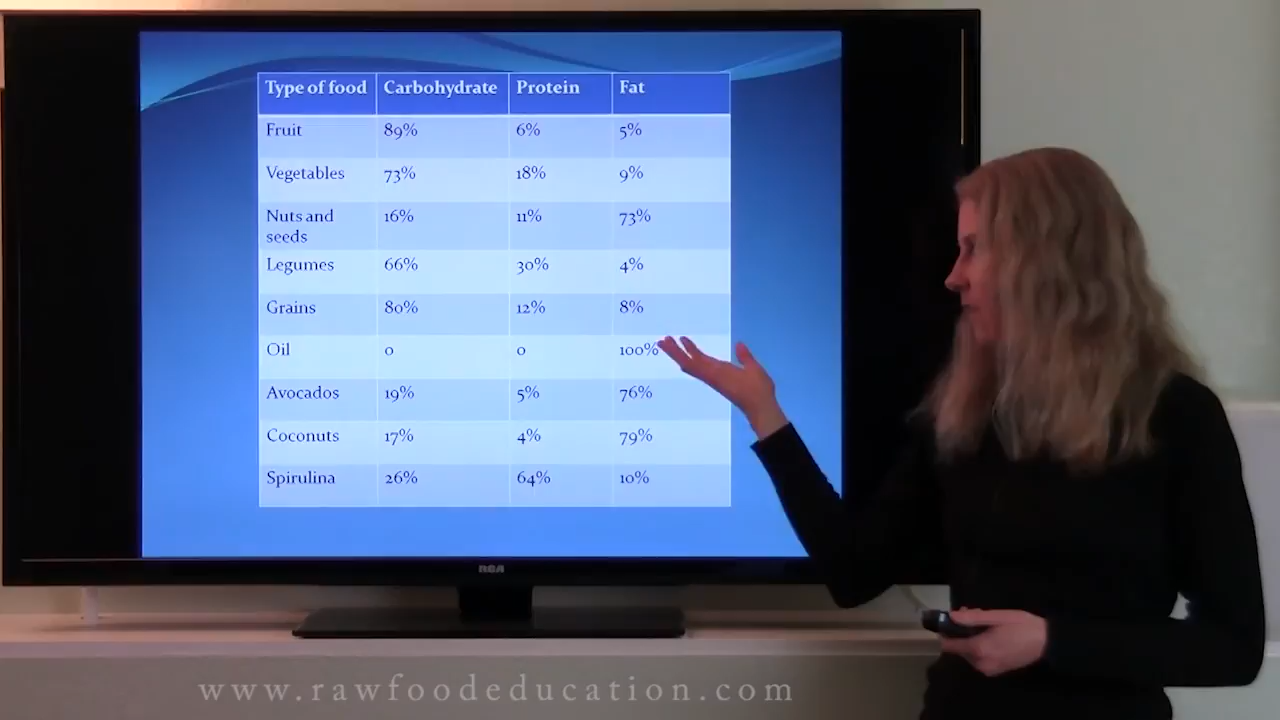 Type of food Carbohydrate Protein Fat
Fruit 89% 6% 5%
Vegetables 73% 18% 9%
Nuts and
seeds 16% 11% 73%
Legumes 66% 30% 4%
Grains 80% 12% 8%
Oil 0 0 100%
Avocados 19% 5% 76%
Coconuts 17% 4% 79%
Spirulina 26% 64% 10%
RCA
www.rawfoodeducation.com